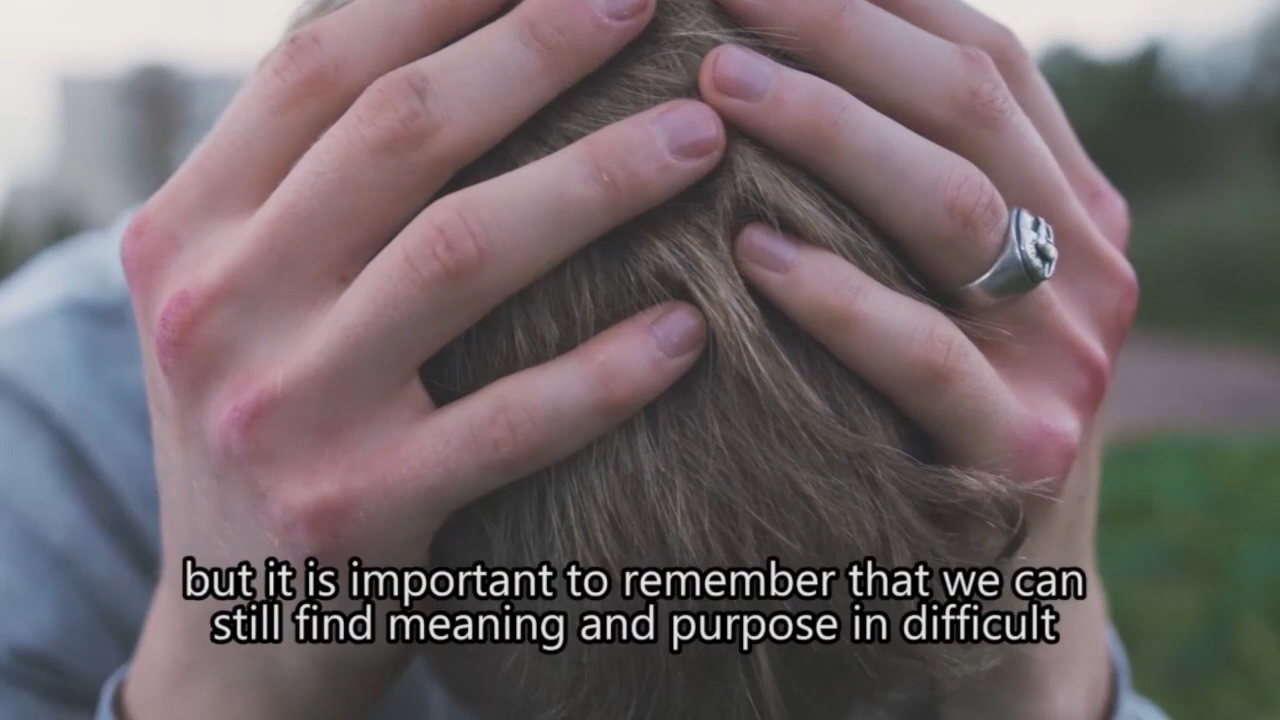 but it is important to remember that we can
still find meaning and purpose in difficult